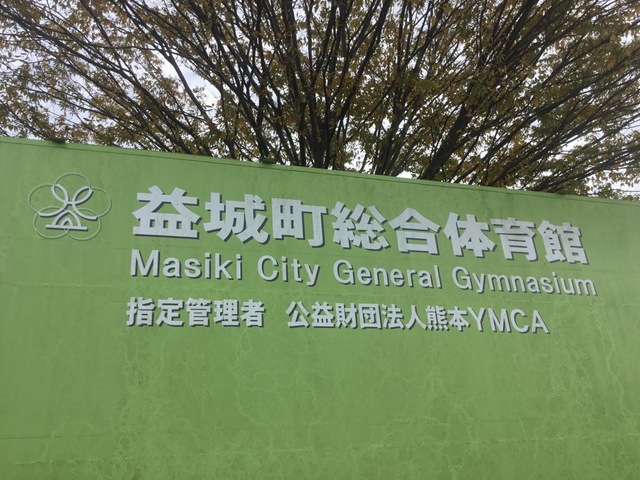 益城町総合体育館
Masiki City General Gymnasium
指定管理者 公益財団法人熊本YMCA